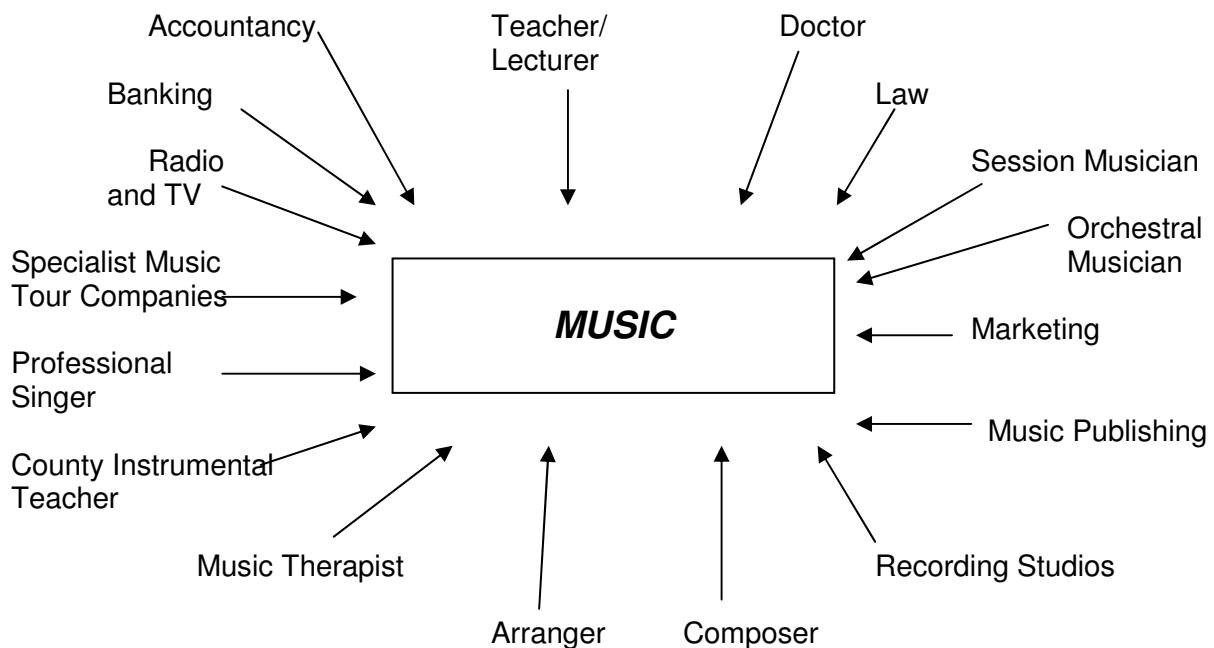 Accountancy
Teacher/
Lecturer
Doctor
Banking
Law
Radio
and TV
Session Musician
Orchestral
Musician
Specialist Music
Tour Companies
MUSIC
Marketing
Professional
Singer
Music Publishing
County Instrumental
Teacher
Music Therapist
Recording Studios
Arranger
Composer